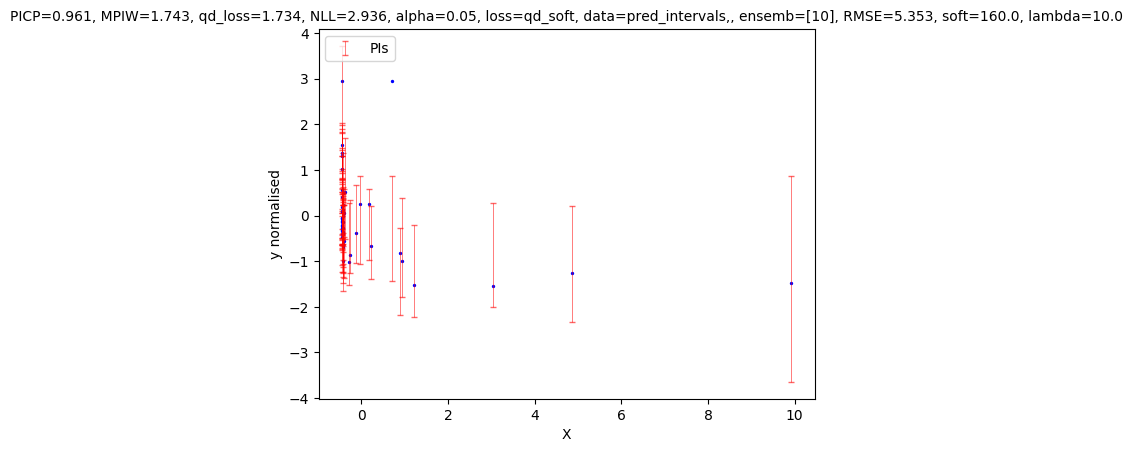 PICP=0.961, MPIW=1.743, qd_loss=1.734, NLL=2.936, alpha=0.05, loss=qd_soft, data=pred_intervals,, ensemb=[10], RMSE=5.353, soft=160.0, lambda=10.0
PIs
4
3
2
1
0
−1
−2
−3
−4
y normalised
0 2 4 6 8 10
X